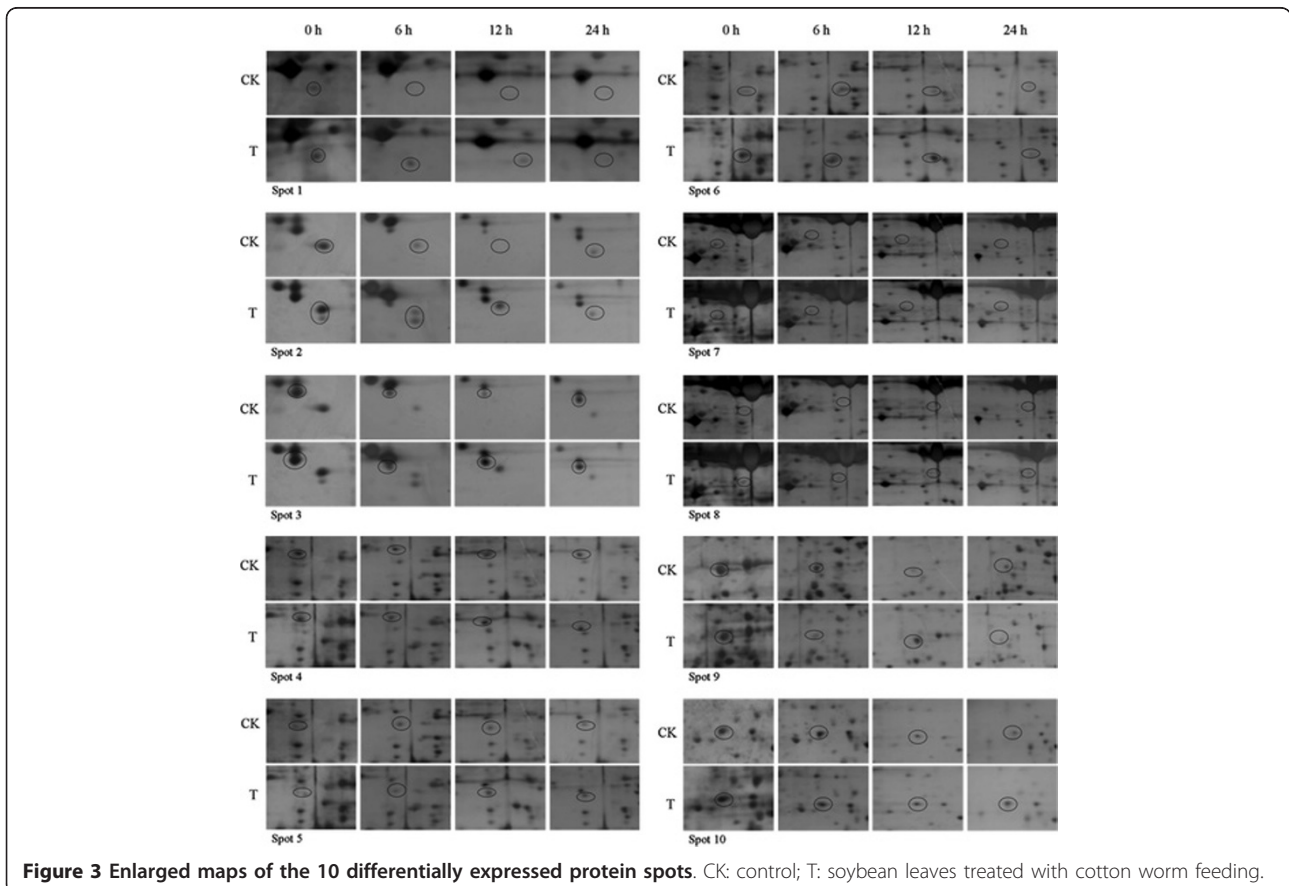 0 h 6 h 12 h 24 h
CK
T
Spot 1
CK
T
Spot 2
CK
T
Spot 3
CK
T
Spot 4
CK
T
Spot 5
0 h 6 h 12 h 24 h
CK
T
Spot 6
CK
T
Spot 7
CK
T
Spot 8
CK
T
Spot 9
CK
T
Spot 10
Figure 3 Enlarged maps of the 10 differentially expressed protein spots. CK: control; T: soybean leaves treated with cotton worm feeding.